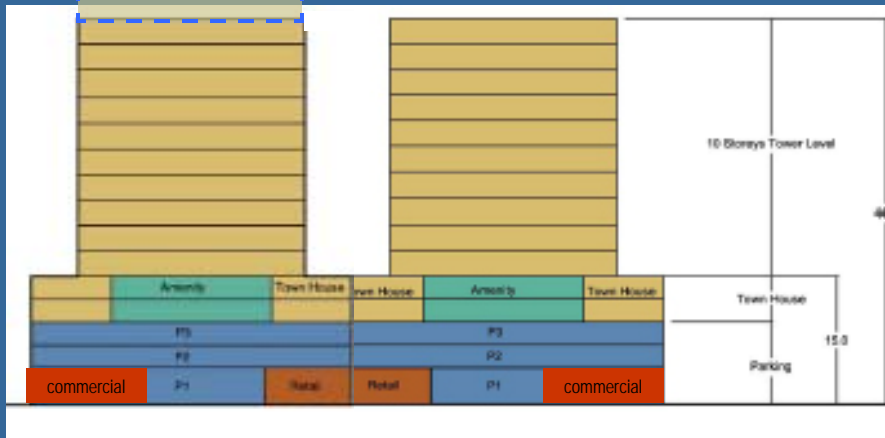 10 Storeys Tower Level
Amenity Town House own House Amenity Town House
Town House
P3 P3
15.0
P2 P2
Parking
commercial P1 Retail Retail P1 commercial